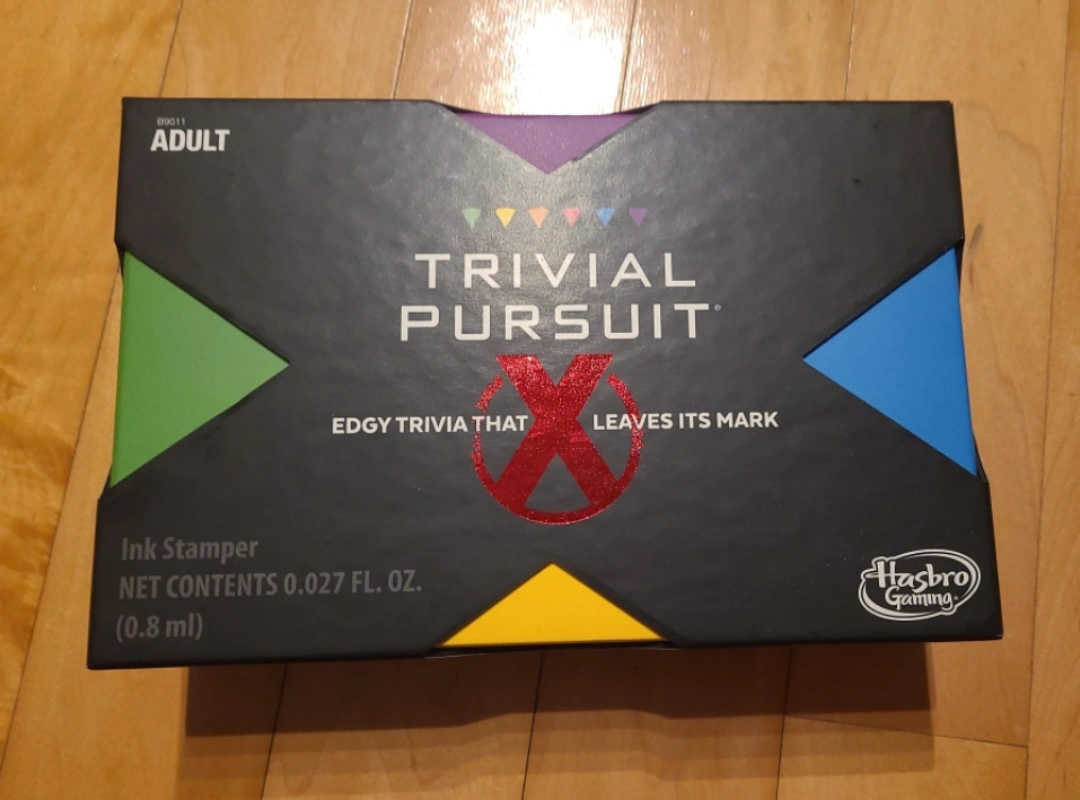 B9011
ADULT
TRIVIAL
PURSUIT®
X
EDGY TRIVIA THAT LEAVES ITS MARK
Ink Stamper
NET CONTENTS 0.027 FL. OZ.
(0.8 ml)
Hasbro
Gaming®